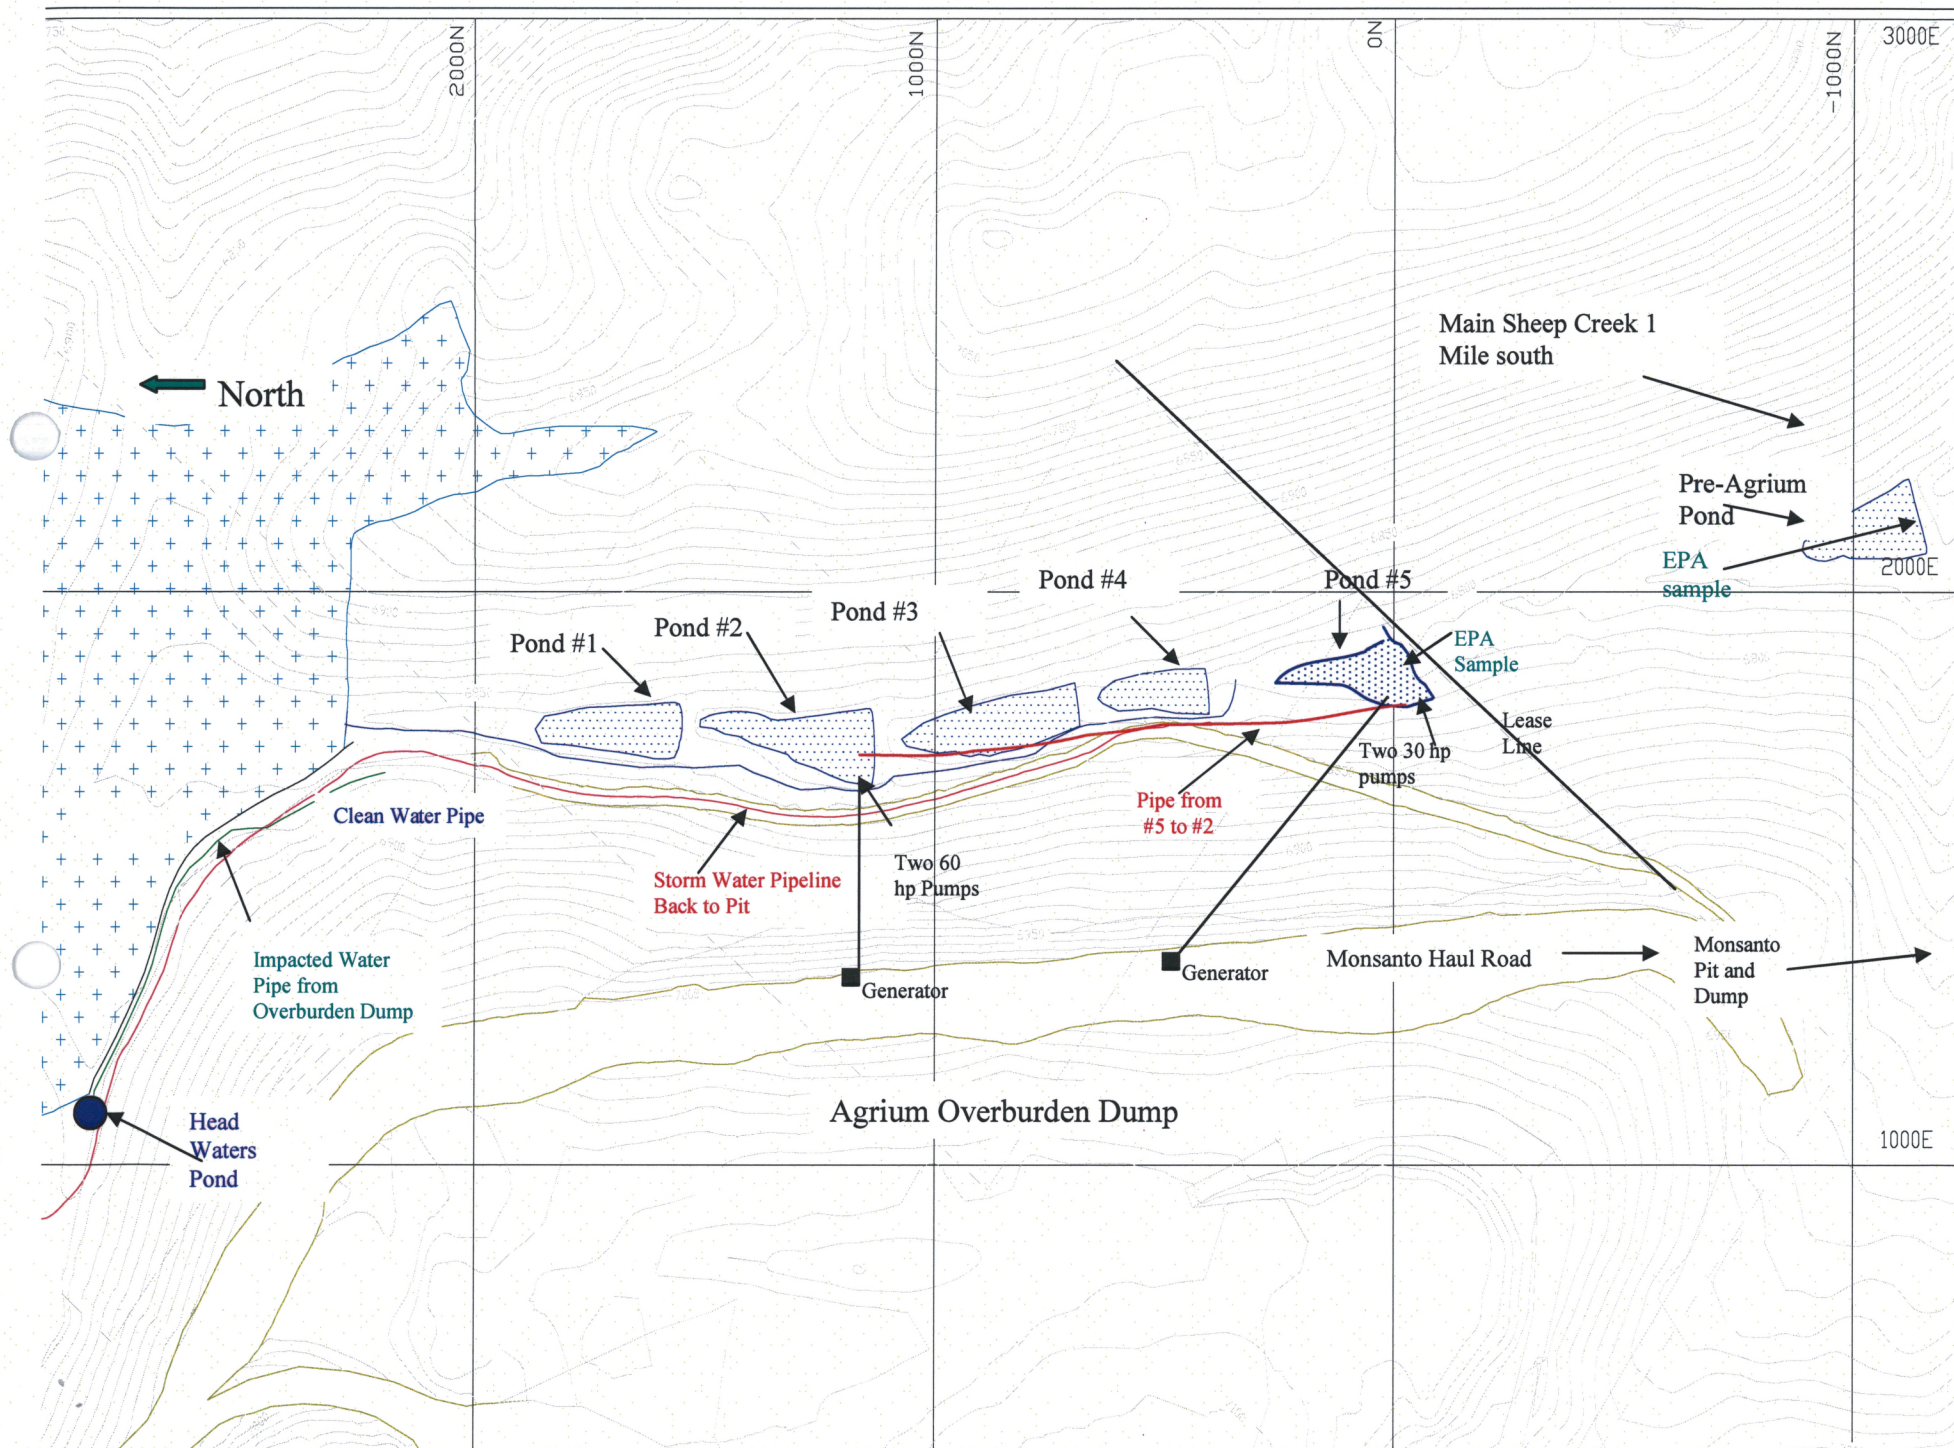 2000N
1000N
0N
-1000N
3000E
Main Sheep Creek 1
Mile south
North
Pre-Agrium
Pond
EPA
sample
2000E
Pond #4
Pond #5
Pond #3
Pond #2
Pond #1
EPA
Sample
Lease
Line
Two 30 hp
pumps
Pipe from
#5 to #2
Clean Water Pipe
Two 60
hp Pumps
Storm Water Pipeline
Back to Pit
Impacted Water
Pipe from
Overburden Dump
Generator
Generator
Monsanto Haul Road
Monsanto
Pit and
Dump
Head
Waters
Pond
Agrium Overburden Dump
1000E